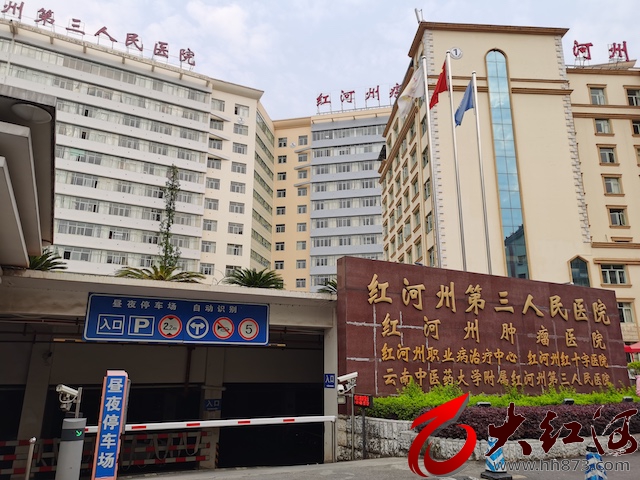 州第三人民医院
红河州
河州
红河州第三人民医院
红河州肿瘤医院
红河州职业病治疗中心 红河州红十字医院
云南中医药大学附属红河州第三人民医院
昼夜停车场 自动识别
入口 P 5
入口
昼夜停车场
大红河
www.hh873.com